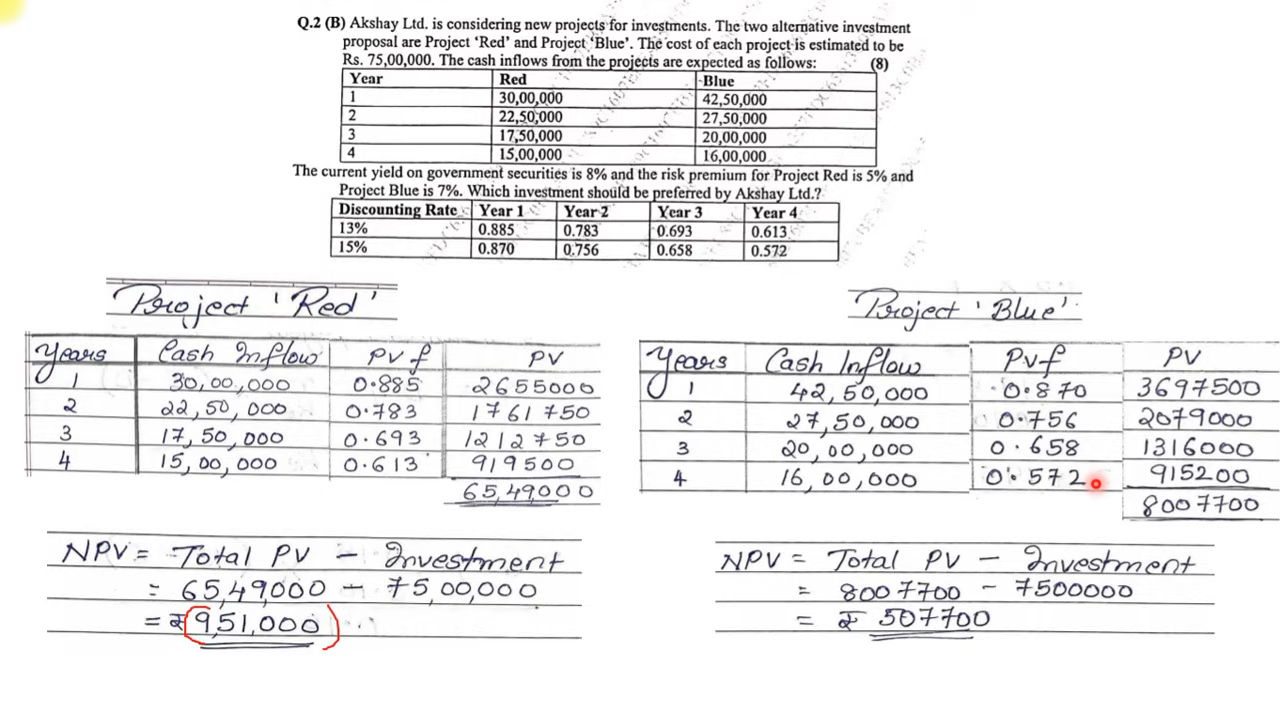 Q.2 (B) Akshay Ltd. is considering new projects for investments. The two alternative investment
proposal are Project 'Red' and Project 'Blue'. The cost of each project is estimated to be
Rs. 75,00,000. The cash inflows from the projects are expected as follows: (8)
Year Red Blue
1 30,00,000 42,50,000
2 22,50,000 27,50,000
3 17,50,000 20,00,000
4 15,00,000 16,00,000
The current yield on government securities is 8% and the risk premium for Project Red is 5% and
Project Blue is 7%. Which investment should be preferred by Akshay Ltd.?
Discounting Rate Year 1 Year 2 Year 3 Year 4
13% 0.885 0.783 0.693 0.613
15% 0.870 0.756 0.658 0.572
Project 'Red'
Years Cash Inflow PVf PV
1 30,00,000 0.885 2655000
2 22,50,000 0.783 1761750
3 17,50,000 0.693 1212750
4 15,00,000 0.613 919500
65,49000
NPV = Total PV - Investment
= 65,49,000 - 75,00,000
= ₹(9,51,000)
Project 'Blue'
Years Cash Inflow PVf PV
1 42,50,000 0.870 3697500
2 27,50,000 0.756 2079000
3 20,00,000 0.658 1316000
4 16,00,000 0.572 915200
8007700
NPV = Total PV - Investment
= 8007700 - 7500000
= ₹ 507700